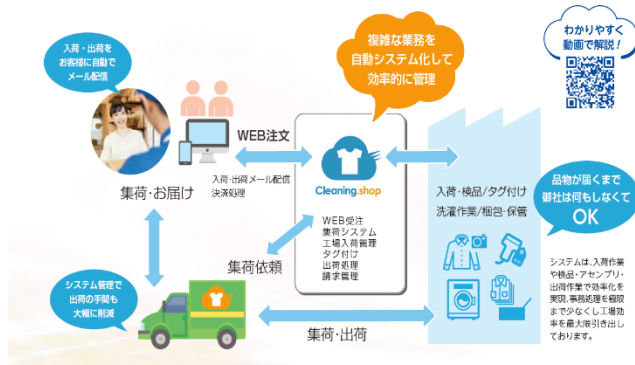 入荷・出荷を
お客様に自動で
メール配信
複雑な業務を
自動システム化して
効率的に管理
わかりやすく
動画で解説！
WEB注文
入荷・出荷メール配信
決済処理
集荷・お届け
Cleaning.shop
WEB受注
集荷システム
工場入荷管理
タグ付け
出荷処理
請求管理
入荷・検品/タグ付け
洗濯作業/梱包・保管
品物が届くまで
御社は何もしなくて
OK
システムは、入荷作業
や検品・アセンブリ・
出荷作業で効率化を
実現、事務処理を極限
まで少なくし工場効
率を最大限引き出し
ております。
集荷依頼
システム管理で
出荷の手間も
大幅に削減
集荷・出荷